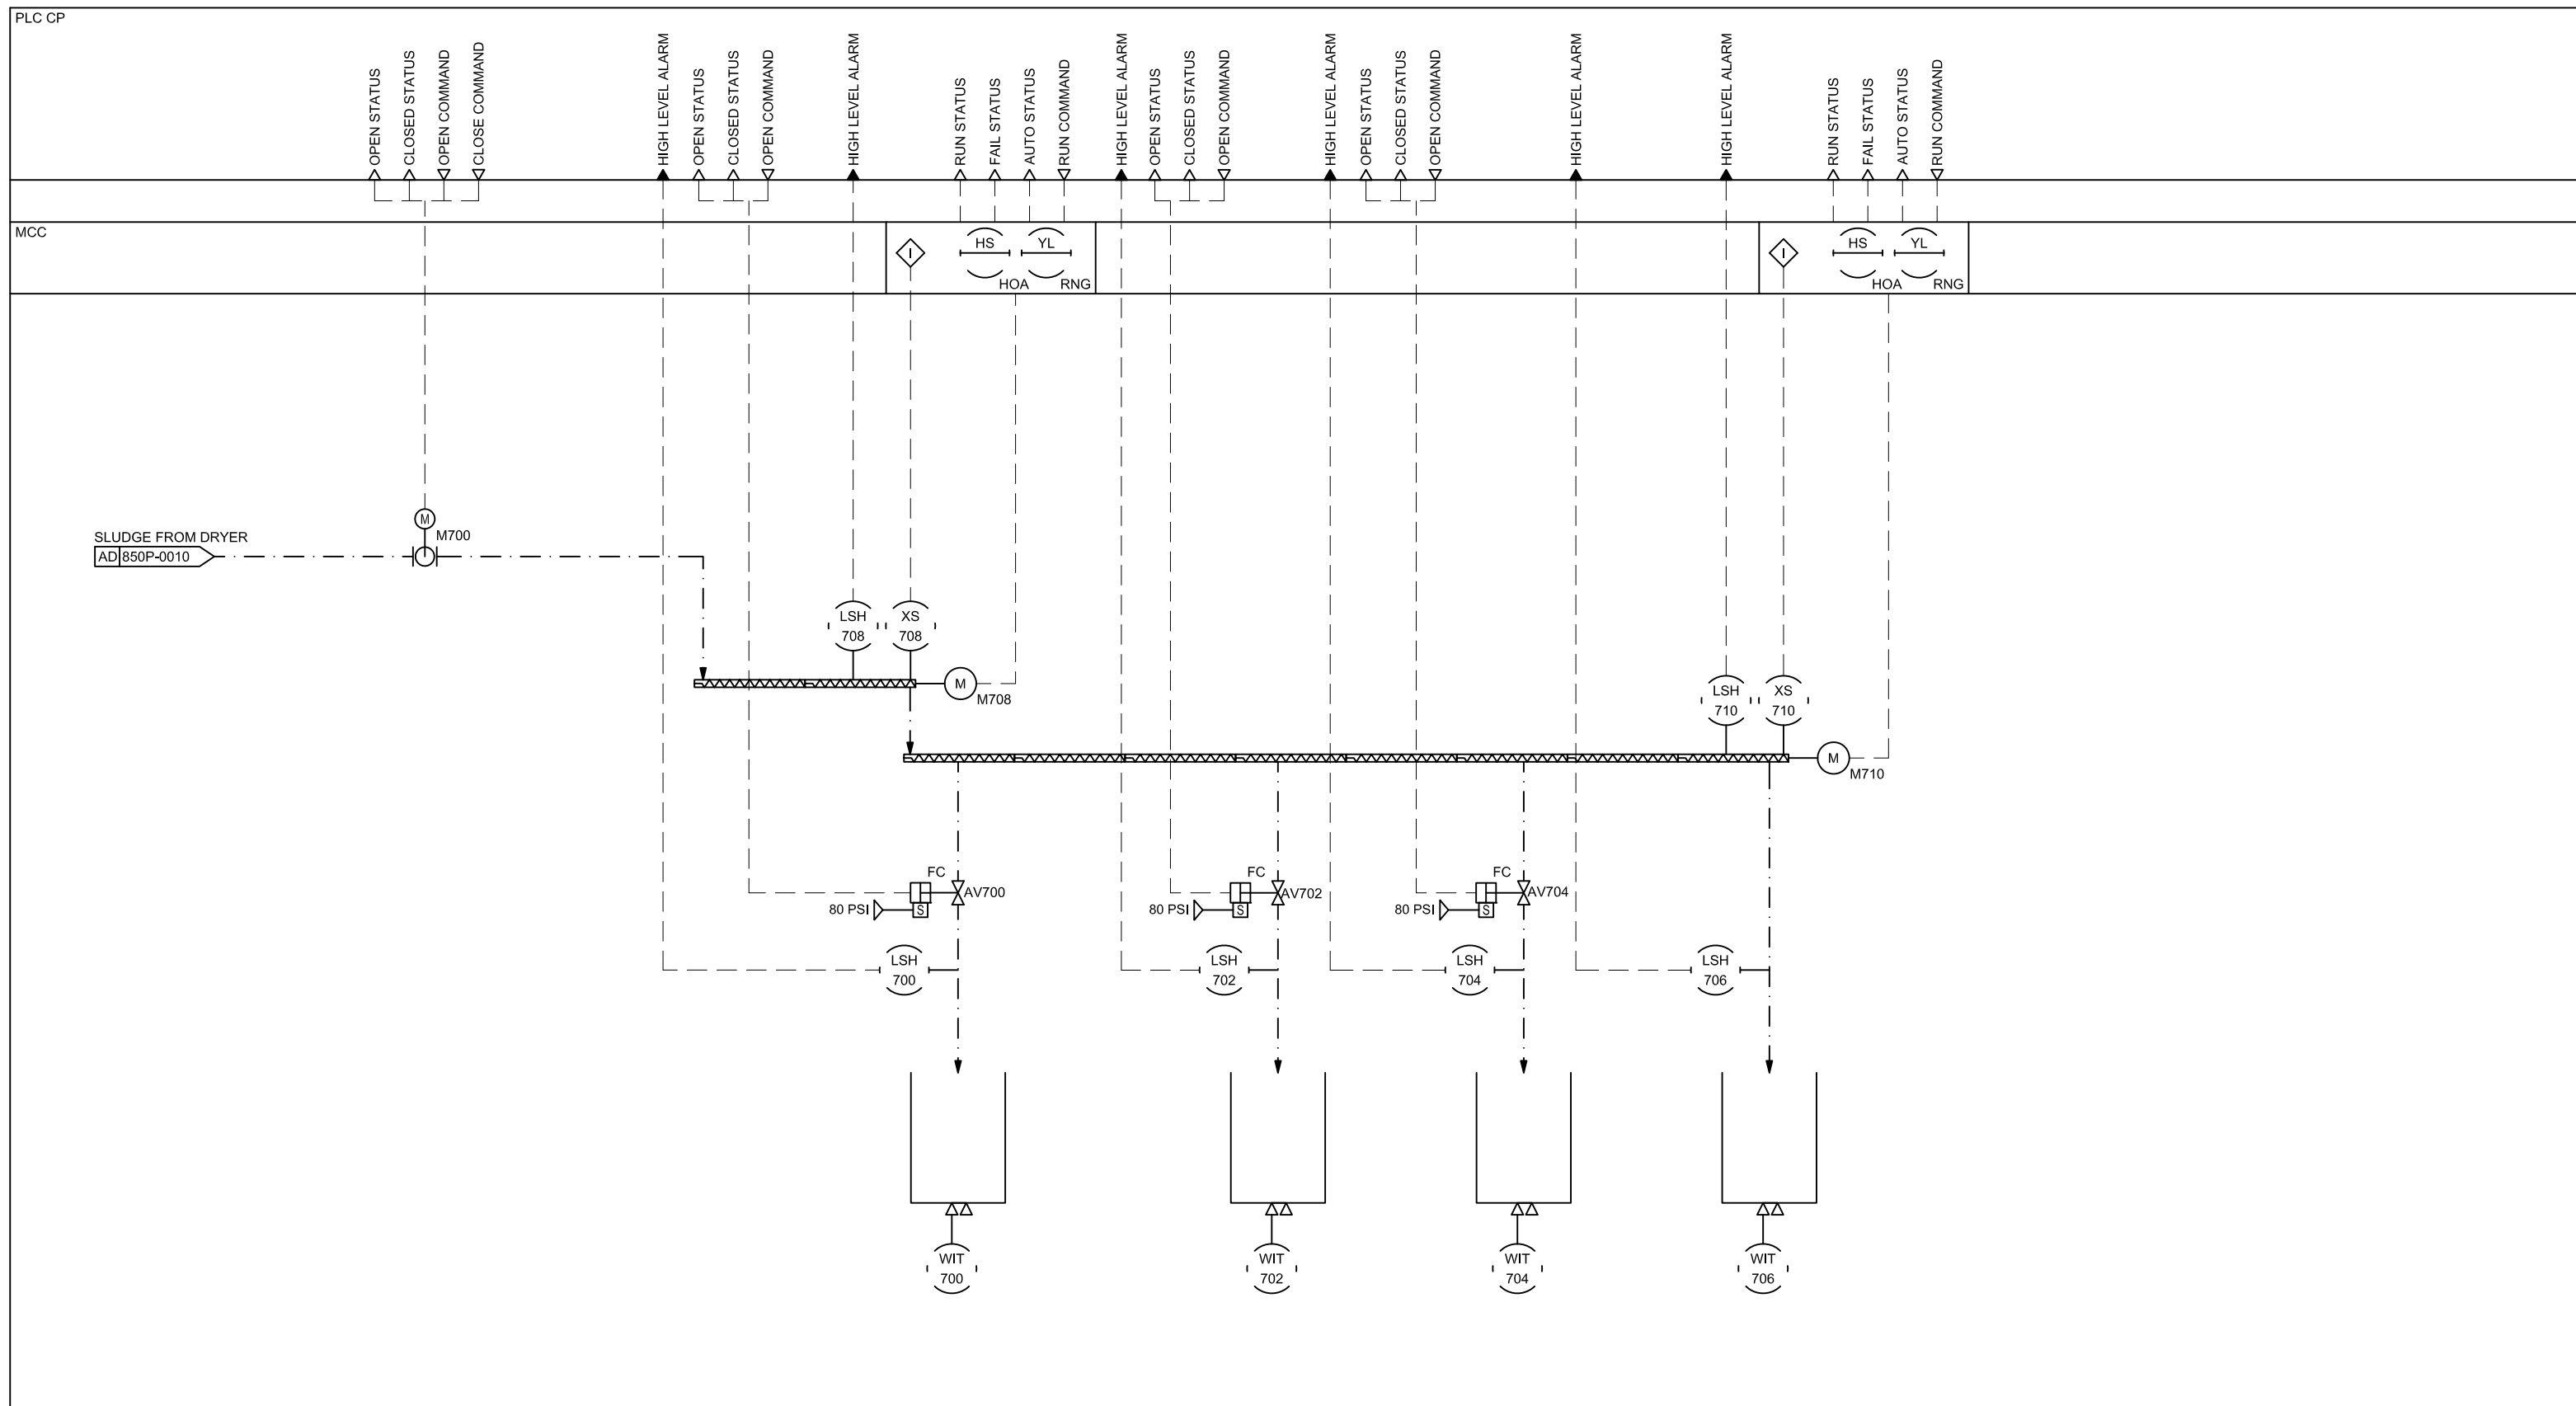 PLC CP
OPEN STATUS
CLOSED STATUS
OPEN COMMAND
CLOSE COMMAND
HIGH LEVEL ALARM
OPEN STATUS
CLOSED STATUS
OPEN COMMAND
HIGH LEVEL ALARM
RUN STATUS
FAIL STATUS
AUTO STATUS
RUN COMMAND
HIGH LEVEL ALARM
OPEN STATUS
CLOSED STATUS
OPEN COMMAND
HIGH LEVEL ALARM
OPEN STATUS
CLOSED STATUS
OPEN COMMAND
HIGH LEVEL ALARM
HIGH LEVEL ALARM
RUN STATUS
FAIL STATUS
AUTO STATUS
RUN COMMAND
MCC
I
HS
YL
HOA
RNG
I
HS
YL
HOA
RNG
M
M700
SLUDGE FROM DRYER
AD 850P-0010
LSH
708
XS
708
M
M708
LSH
710
XS
710
M
M710
FC
AV700
80 PSI
S
FC
AV702
80 PSI
S
FC
AV704
80 PSI
S
LSH
700
LSH
702
LSH
704
LSH
706
WIT
700
WIT
702
WIT
704
WIT
706